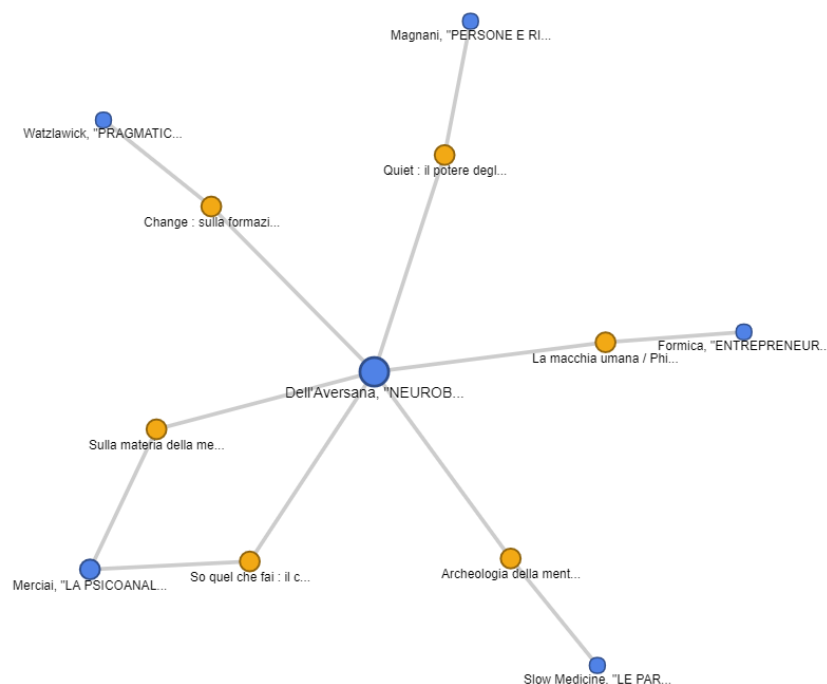 Magnani, "PERSONE E RI...
Watzlawick, "PRAGMATIC...
Quiet : il potere degl...
Change : sulla formazi...
La macchia umana / Phi...
Formica, "ENTREPRENEUR...
Dell'Aversana, "NEUROB...
Sulla materia della me...
Merciai, "LA PSICOANAL...
So quel che fai : il c...
Archeologia della ment...
Slow Medicine, "LE PAR...